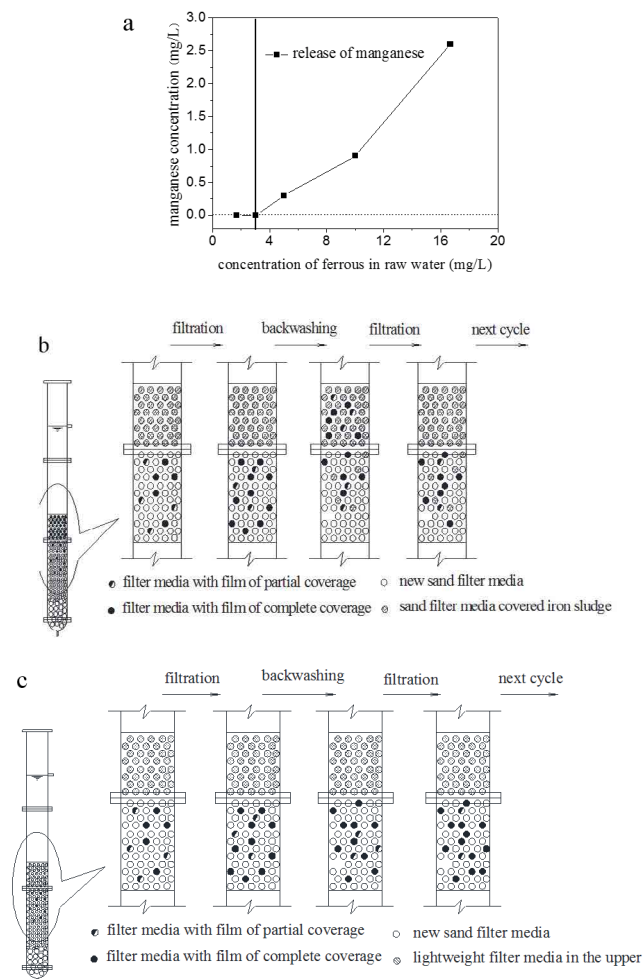 a
3.0
2.5
2.0
1.5
1.0
0.5
0.0
manganese concentration (mg/L)
release of manganese
0 4 8 12 16 20
concentration of ferrous in raw water (mg/L)
b
filtration backwashing filtration next cycle
filter media with film of partial coverage new sand filter media
filter media with film of complete coverage sand filter media covered iron sludge
c
filtration backwashing filtration next cycle
filter media with film of partial coverage new sand filter media
filter media with film of complete coverage lightweight filter media in the upper